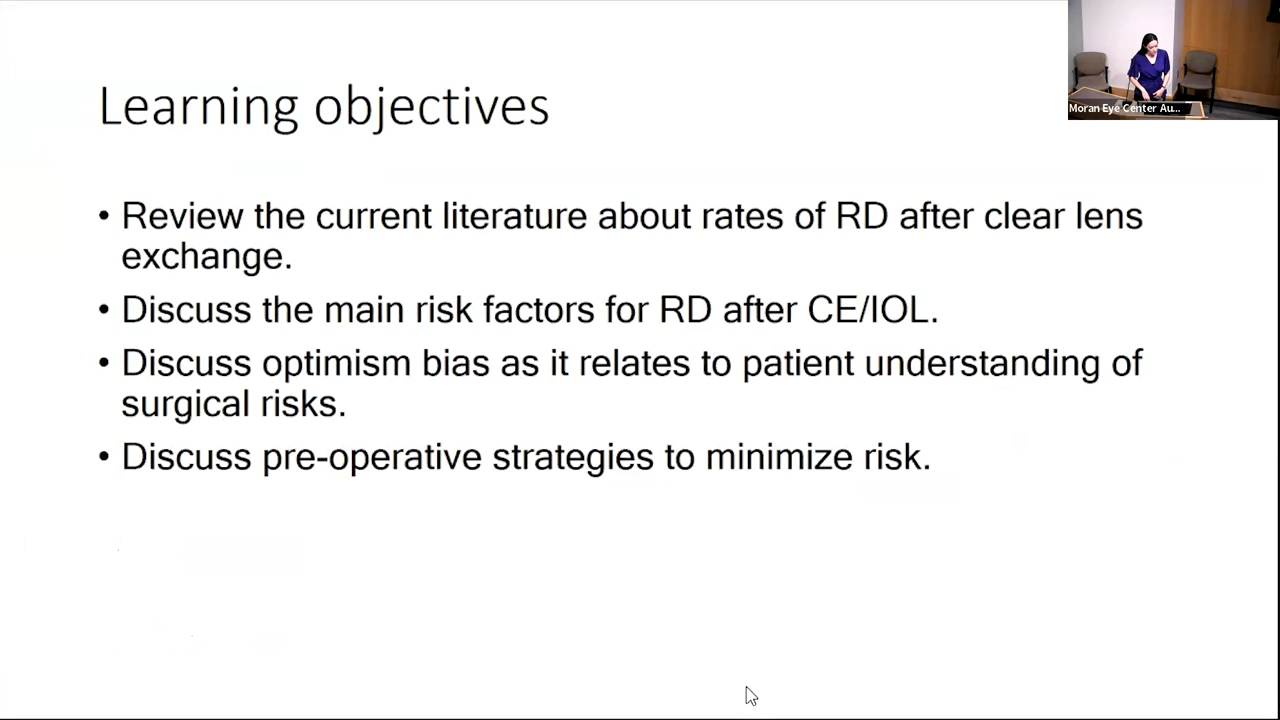 Moran Eye Center Au...
Learning objectives
• Review the current literature about rates of RD after clear lens
exchange.
• Discuss the main risk factors for RD after CE/IOL.
• Discuss optimism bias as it relates to patient understanding of
surgical risks.
• Discuss pre-operative strategies to minimize risk.